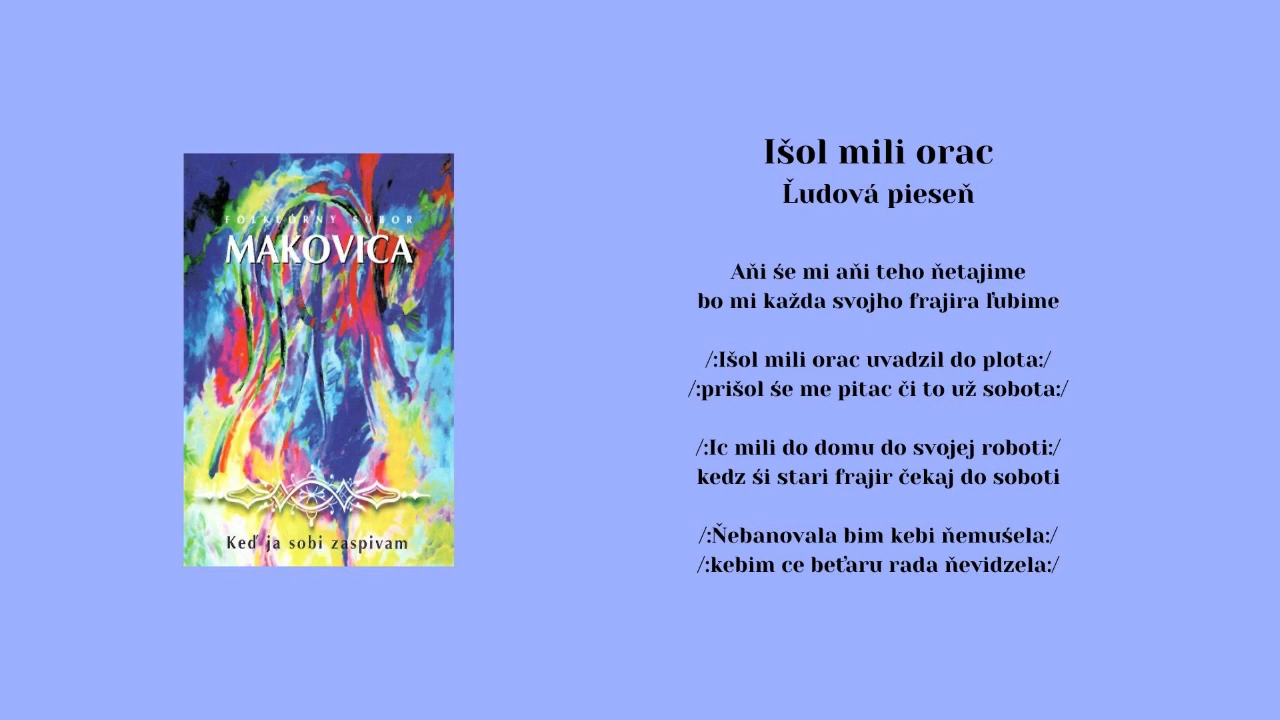 FOLKLÓRNY SÚBOR
MAKOVICA
Keď ja sobi zaspivam
Išol mili orac
Ľudová pieseň
Aňi śe mi aňi teho ňetajime
bo mi každa svojho frajira ľubime
/:Išol mili orac uvadzil do plota:/
/:prišol śe me pitac či to už sobota:/
/:Ic mili do domu do svojej roboti:/
kedz śi stari frajir čekaj do soboti
/:Ňebanovala bim kebi ňemuśela:/
/:kebim ce beťaru rada ňevidzela:/